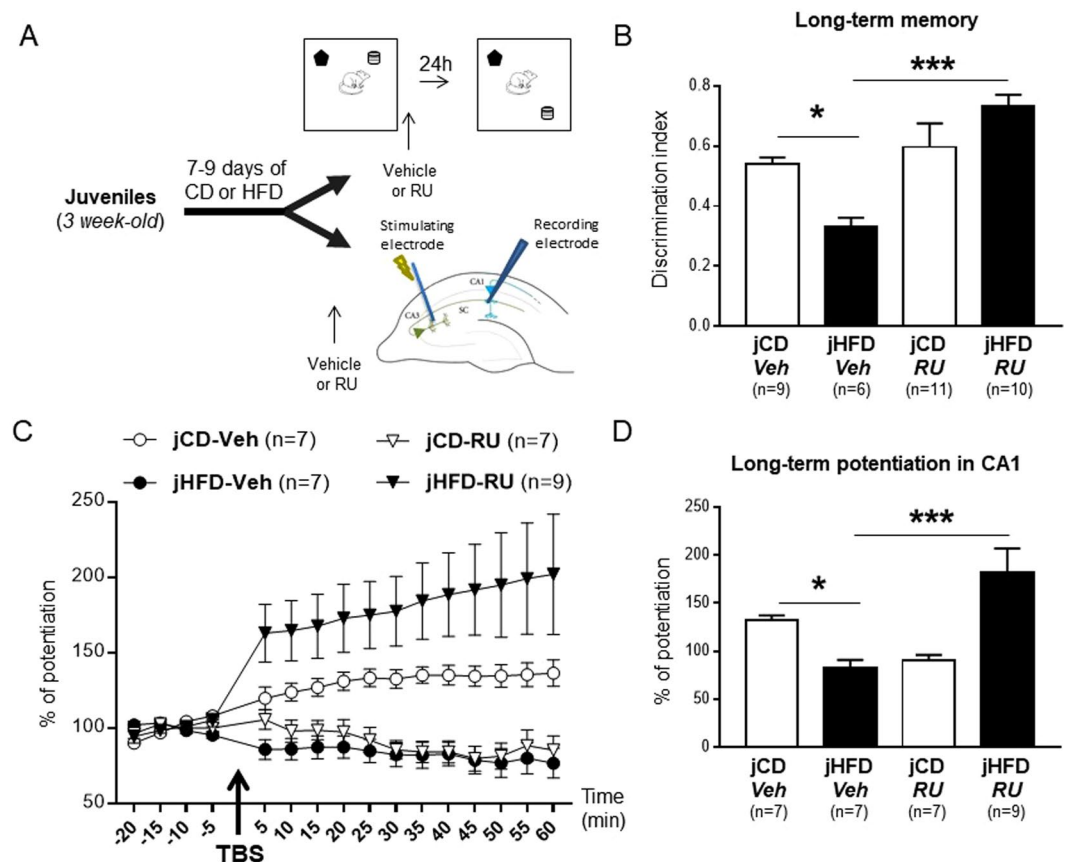 A
24h
Vehicle
or RU
7-9 days of
CD or HFD
Juveniles
(3 week-old)
Stimulating
electrode
Recording
electrode
CA1
CA3
SC
Vehicle
or RU
B
Long-term memory
***
*
Discrimination index
0.8
0.6
0.4
0.2
0.0
jCD jHFD jCD jHFD
Veh Veh RU RU
(n=9) (n=6) (n=11) (n=10)
C
jCD-Veh (n=7) jCD-RU (n=7)
jHFD-Veh (n=7) jHFD-RU (n=9)
% of potentiation
250
200
150
100
50
-20 -15 -10 -5 5 10 15 20 25 30 35 40 45 50 55 60
Time
(min)
TBS
D
Long-term potentiation in CA1
***
*
% of potentiation
250
200
150
100
50
0
jCD jHFD jCD jHFD
Veh Veh RU RU
(n=7) (n=7) (n=7) (n=9)